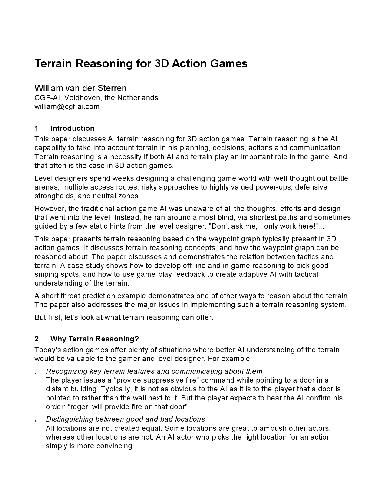 Terrain Reasoning for 3D Action Games
William van der Sterren
CGF-AI, Veldhoven, the Netherlands
william@cgf-ai.com
1 Introduction
This paper discusses AI terrain reasoning for 3D action games. Terrain reasoning is the AI
capability to take into account terrain in his planning, decisions, actions and communication.
Terrain reasoning is a necessity if both AI and terrain play an important role in the game. And
that often is the case in 3D action games.
Level designers spend weeks designing a challenging game world with well thought out battle
arenas, multiple access routes, risky approaches to highly valued power-ups, defensive
strongholds, and neutral zones.
However, the traditional action game AI was unaware of all the thoughts, efforts and design
that went into the level. Instead, he ran around almost blind, via shortest paths and sometimes
guided by a few static hints from the level designer. "Don't ask me, I only work here!"...
This paper presents terrain reasoning based on the waypoint graph typically present in 3D
action games. It discusses terrain reasoning concepts, and how the waypoint graph can be
reasoned about. The paper discusses and demonstrates the relation between tactics and
terrain. A case study shows how to develop off-line and in-game reasoning to pick good
sniping spots, and how to use game play feedback to create adaptive AI with tactical
understanding of the terrain.
A short threat prediction example demonstrates one of other ways to reason about the terrain.
The paper also addresses the major issues in implementing such a terrain reasoning system.
But first, let's look at what terrain reasoning can offer.
2 Why Terrain Reasoning?
Today's action games offer plenty of situations where better AI understanding of the terrain
would be valuable to the gamer and level designer. For example:
• Recognizing key terrain features and communicating about them
The player issues a "provide suppressive fire" command while pointing to a door in a
distant building. Typically, it is not as obvious to the AI as it is to the player that a door is
pointed to rather than the wall next to it. But the player expects to hear the AI confirm his
order: "roger, will provide fire on that door".
• Distinguishing between good and bad locations
All locations are not created equal. Some locations are great to ambush other actors,
whereas other locations are not. An AI actor who picks the right location for an action
simply is more convincing.